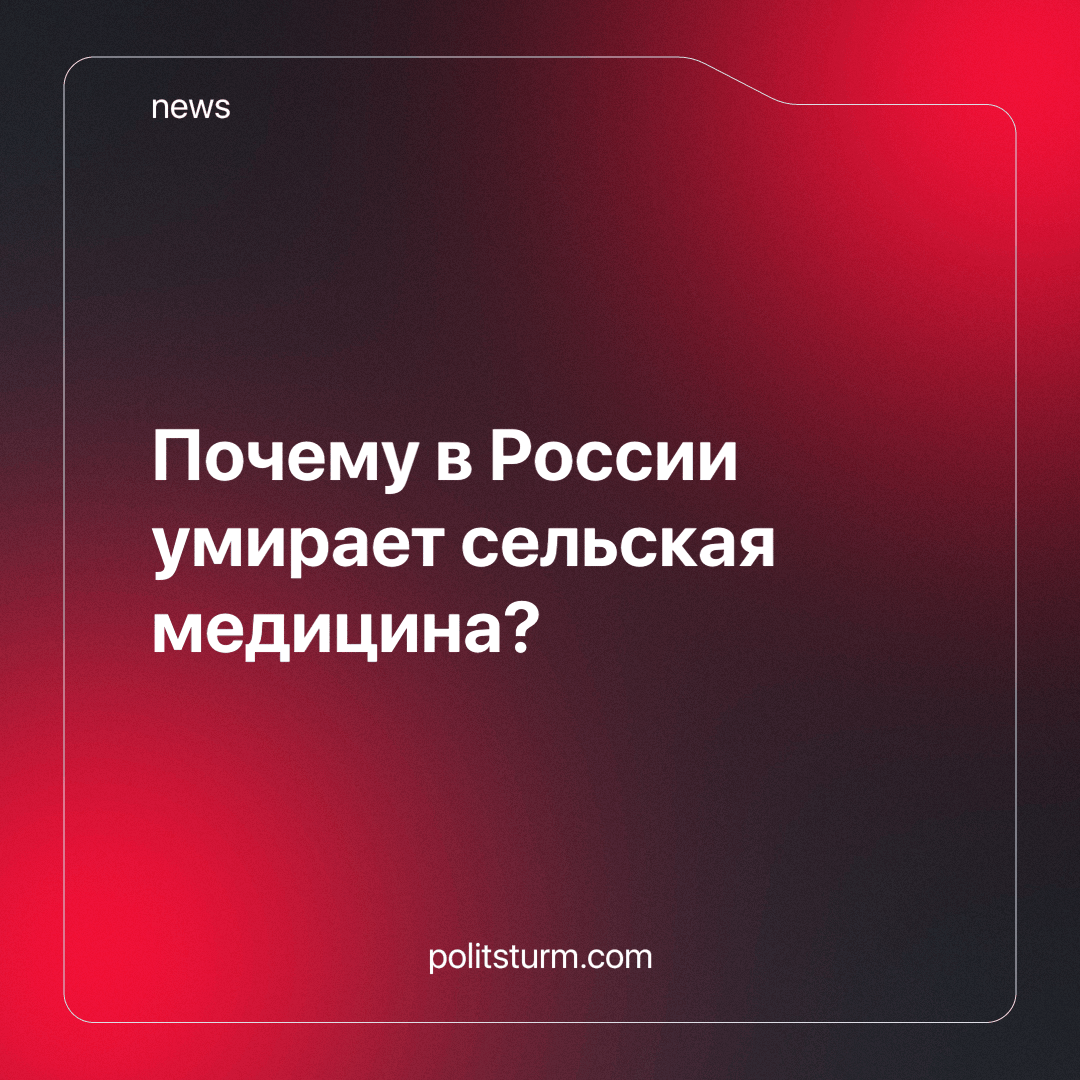 news
Почему в России
умирает сельская
медицина?
politsturm.com